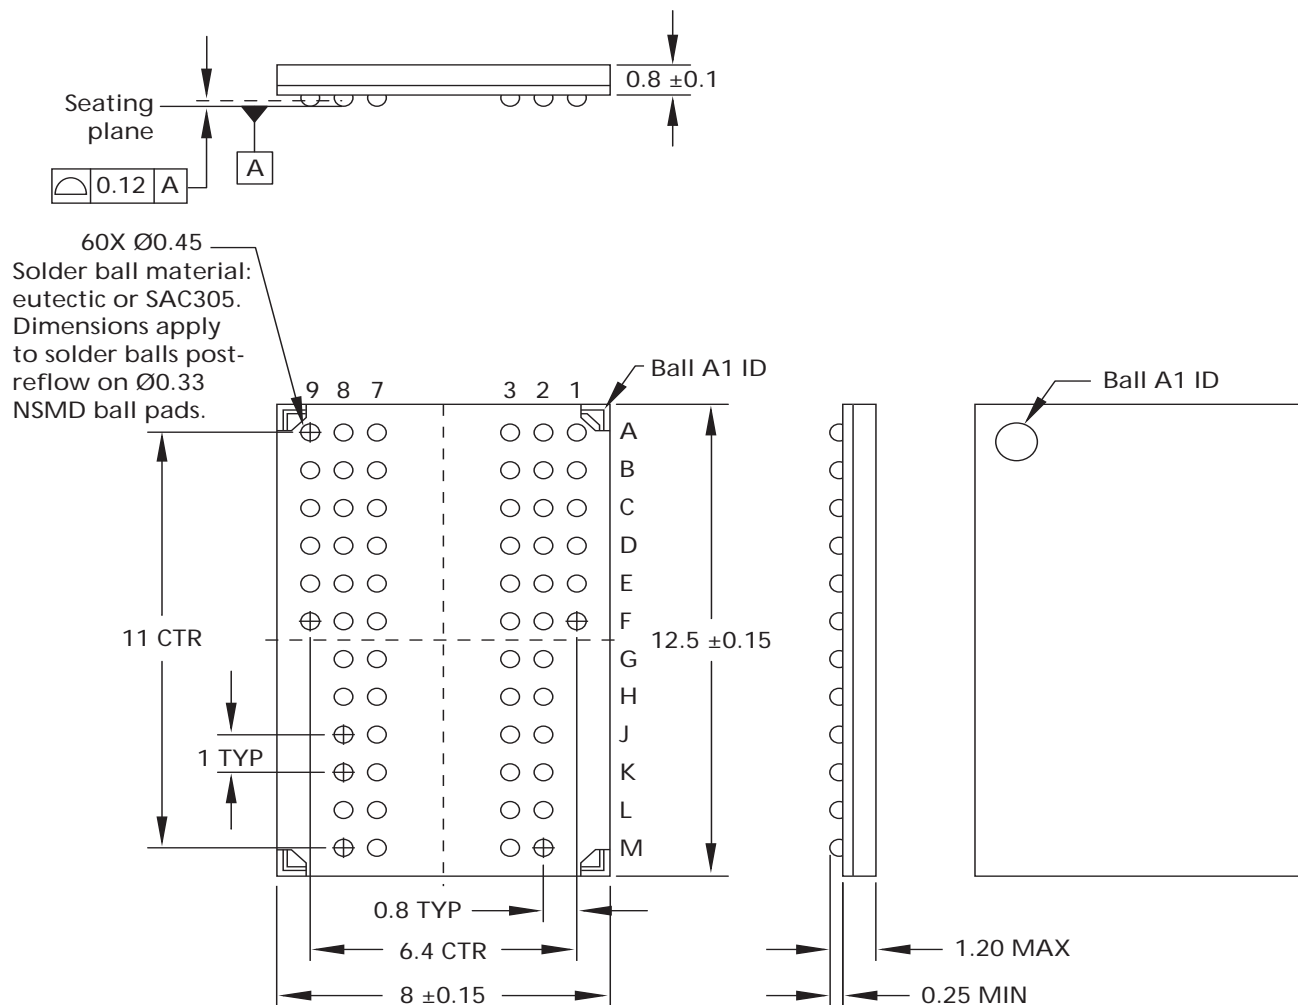 0.8 ±0.1
Seating
plane
A
0.12 A
60X Ø0.45
Solder ball material:
eutectic or SAC305.
Dimensions apply
to solder balls post-
reflow on Ø0.33
NSMD ball pads.
Ball A1 ID
Ball A1 ID
9 8 7 3 2 1
A
B
C
D
E
F
11 CTR
12.5 ±0.15
G
H
J
1 TYP
K
L
M
0.8 TYP
6.4 CTR
1.20 MAX
8 ±0.15
0.25 MIN